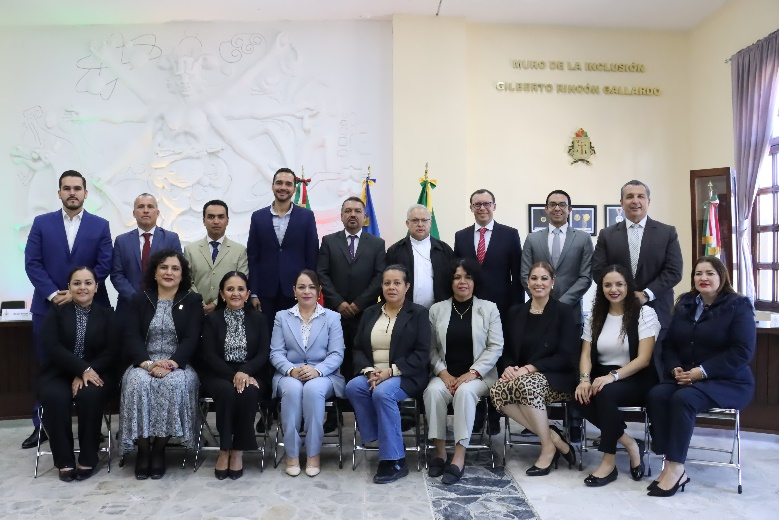 MURO DE LA INCLUSIÓN
GILBERTO RINCÓN GALLARDO